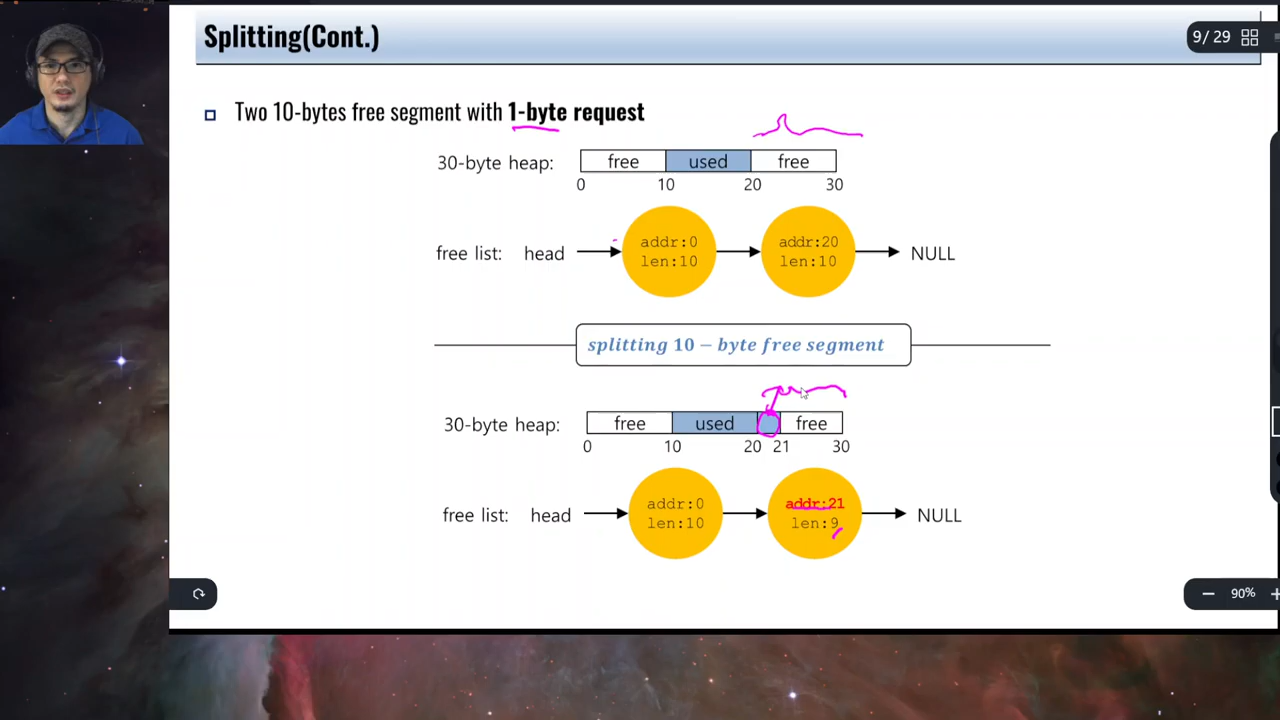 Splitting(Cont.)
9/ 29
Two 10-bytes free segment with 1-byte request
30-byte heap: free used free
0 10 20 30
free list: head addr:0 len:10 addr:20 len:10 NULL
splitting 10 – byte free segment
30-byte heap: free used free
0 10 20 21 30
free list: head addr:0 len:10 addr:21 len:9 NULL
90%